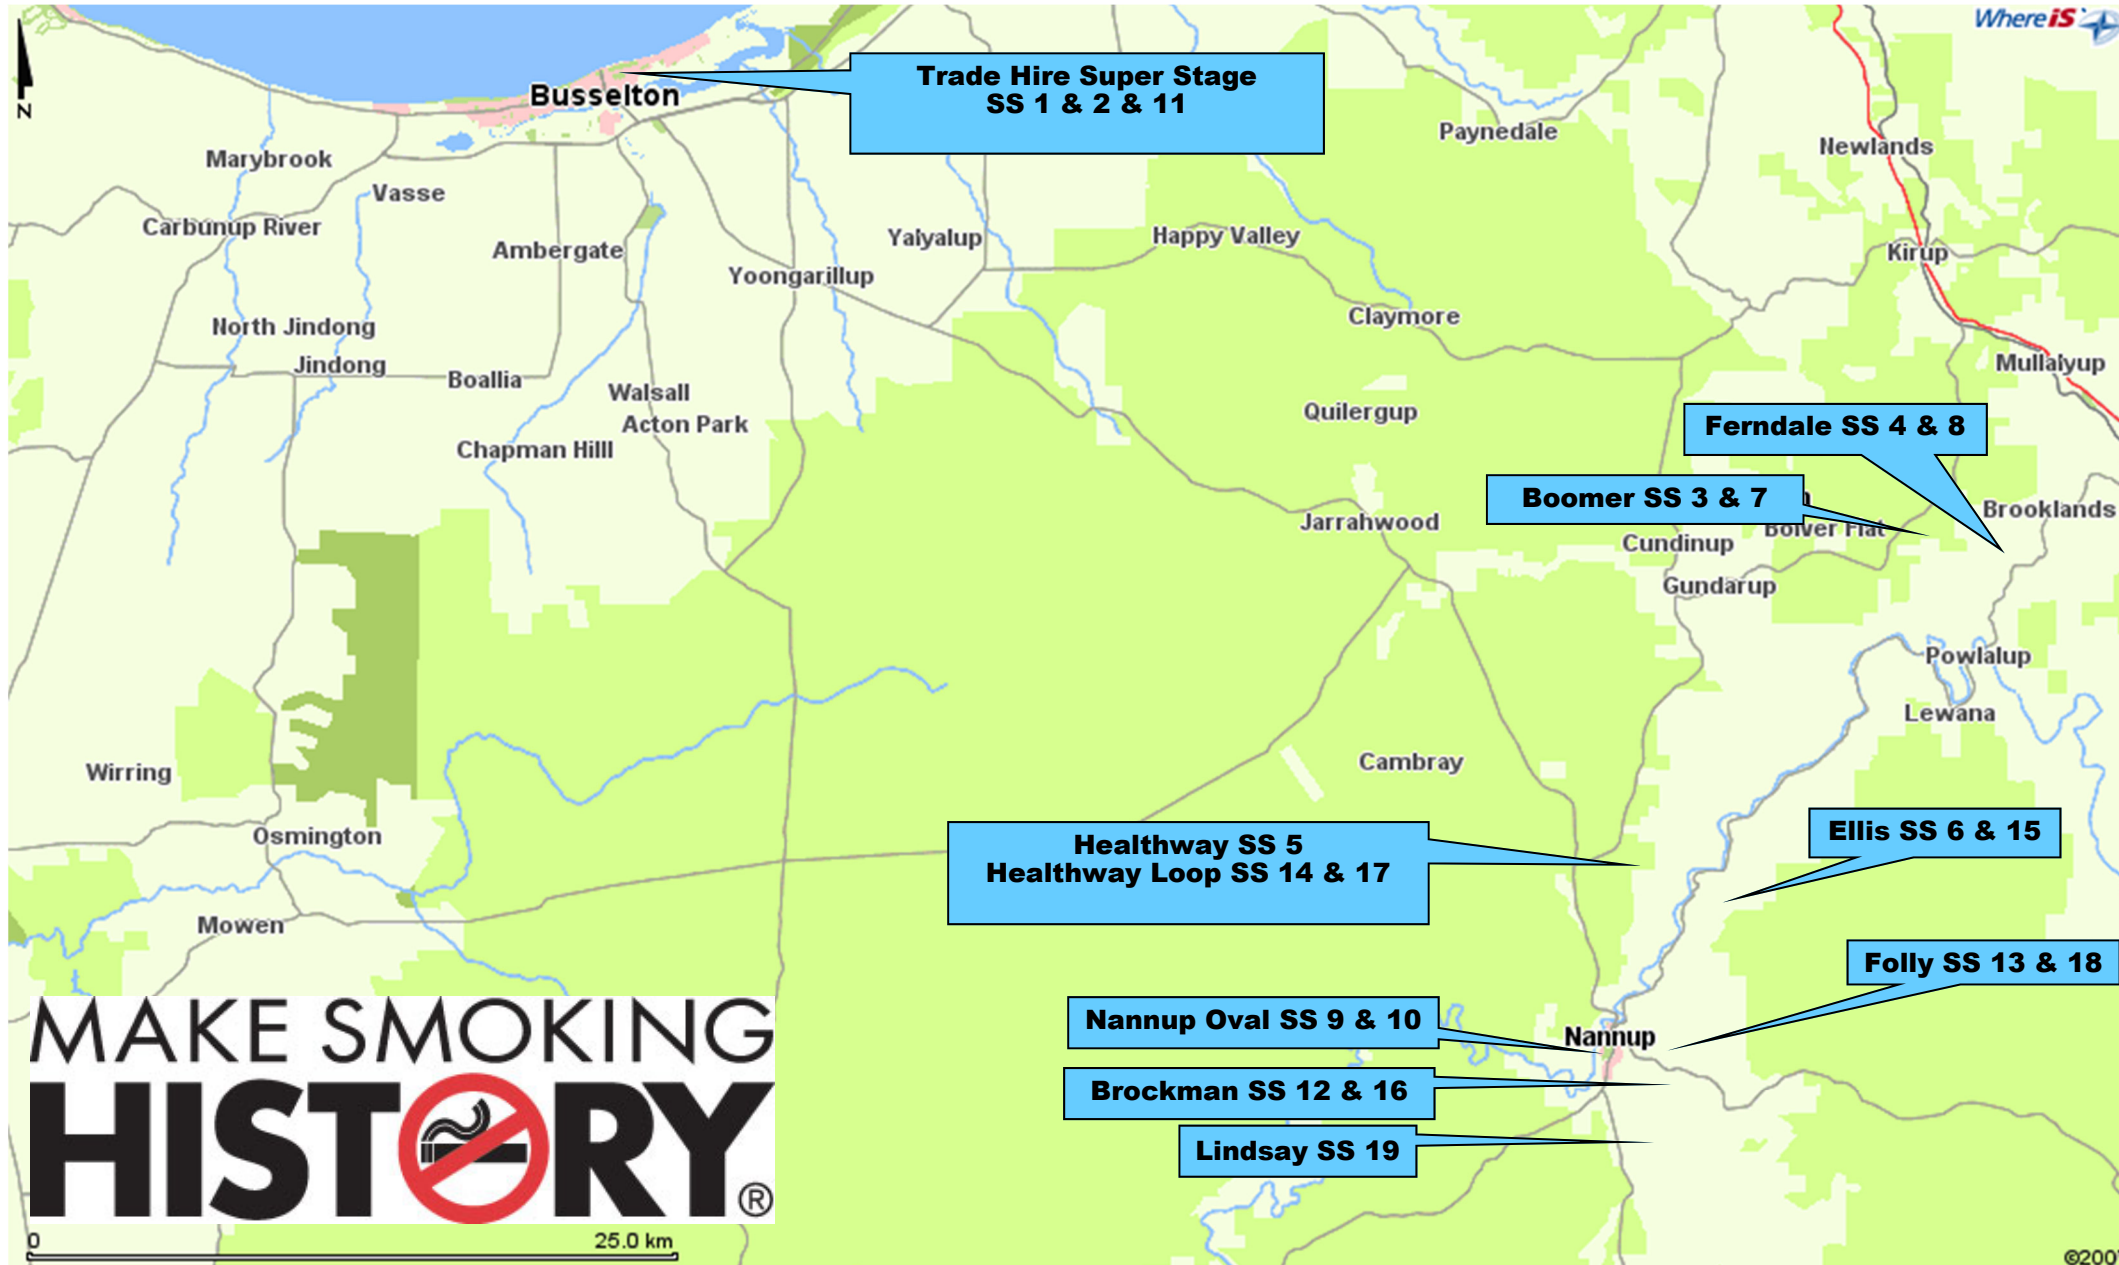 Where iS
N
Trade Hire Super Stage
SS 1 & 2 & 11
Busselton
Paynedale
Newlands
Marybrook
Vasse
Carbunup River
Ambergate
Yalyalup
Happy Valley
Kirup
Yoongarillup
Claymore
North Jindong
Jindong
Boallia
Walsall
Acton Park
Mullalyup
Quilergup
Ferndale SS 4 & 8
Chapman Hilll
Boomer SS 3 & 7
Brooklands
Jarrahwood
Cundinup
Gundarup
Powlalup
Lewana
Cambray
Wirring
Osmington
Healthway SS 5
Healthway Loop SS 14 & 17
Ellis SS 6 & 15
Mowen
Folly SS 13 & 18
Nannup Oval SS 9 & 10
Nannup
Brockman SS 12 & 16
Lindsay SS 19
MAKE SMOKING
HISTORY®
0 25.0 km